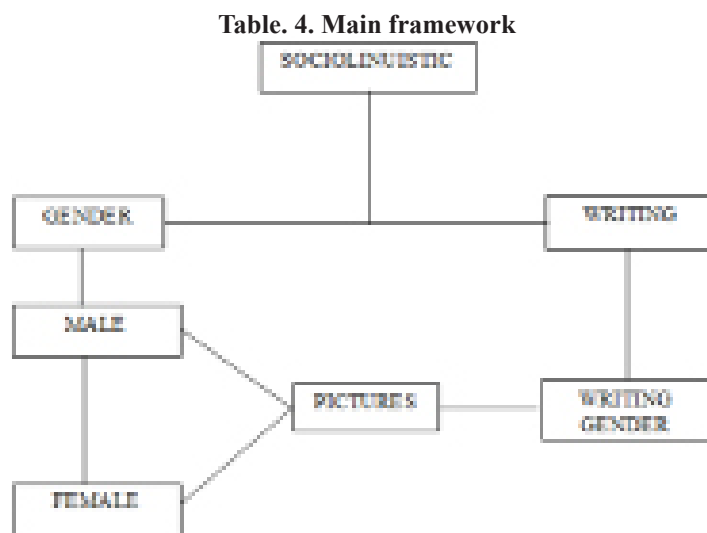 Table. 4. Main framework
SOCIOLINUISTIC
GENDER
WRITING
MALE
PICTURES
WRITING
GENDER
FEMALE